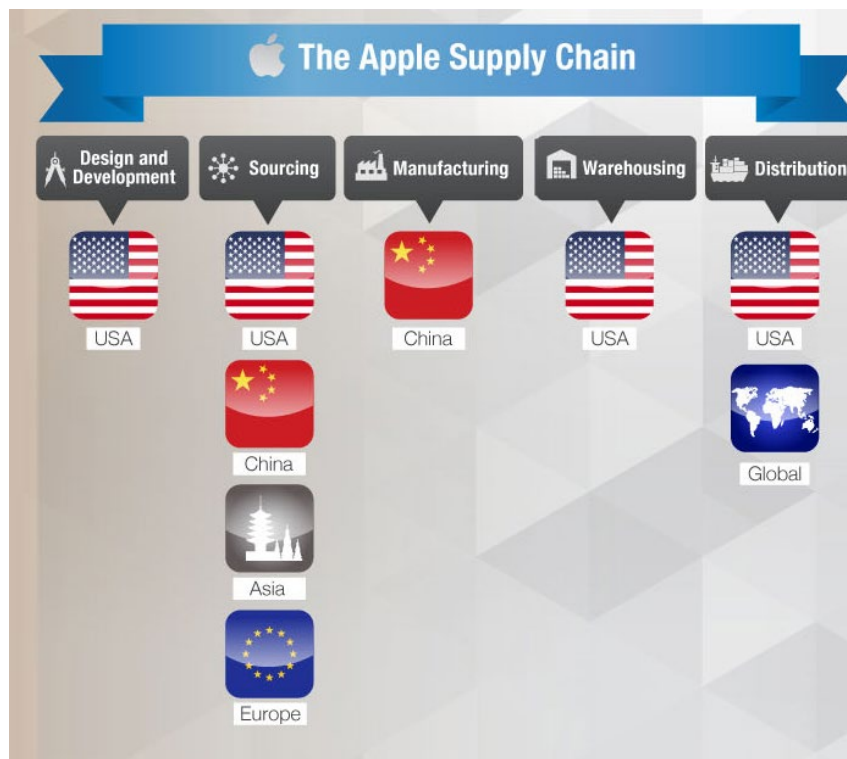 The Apple Supply Chain
Design and
Development
Sourcing
Manufacturing
Warehousing
Distribution
USA
USA
China
USA
USA
China
Global
Asia
Europe